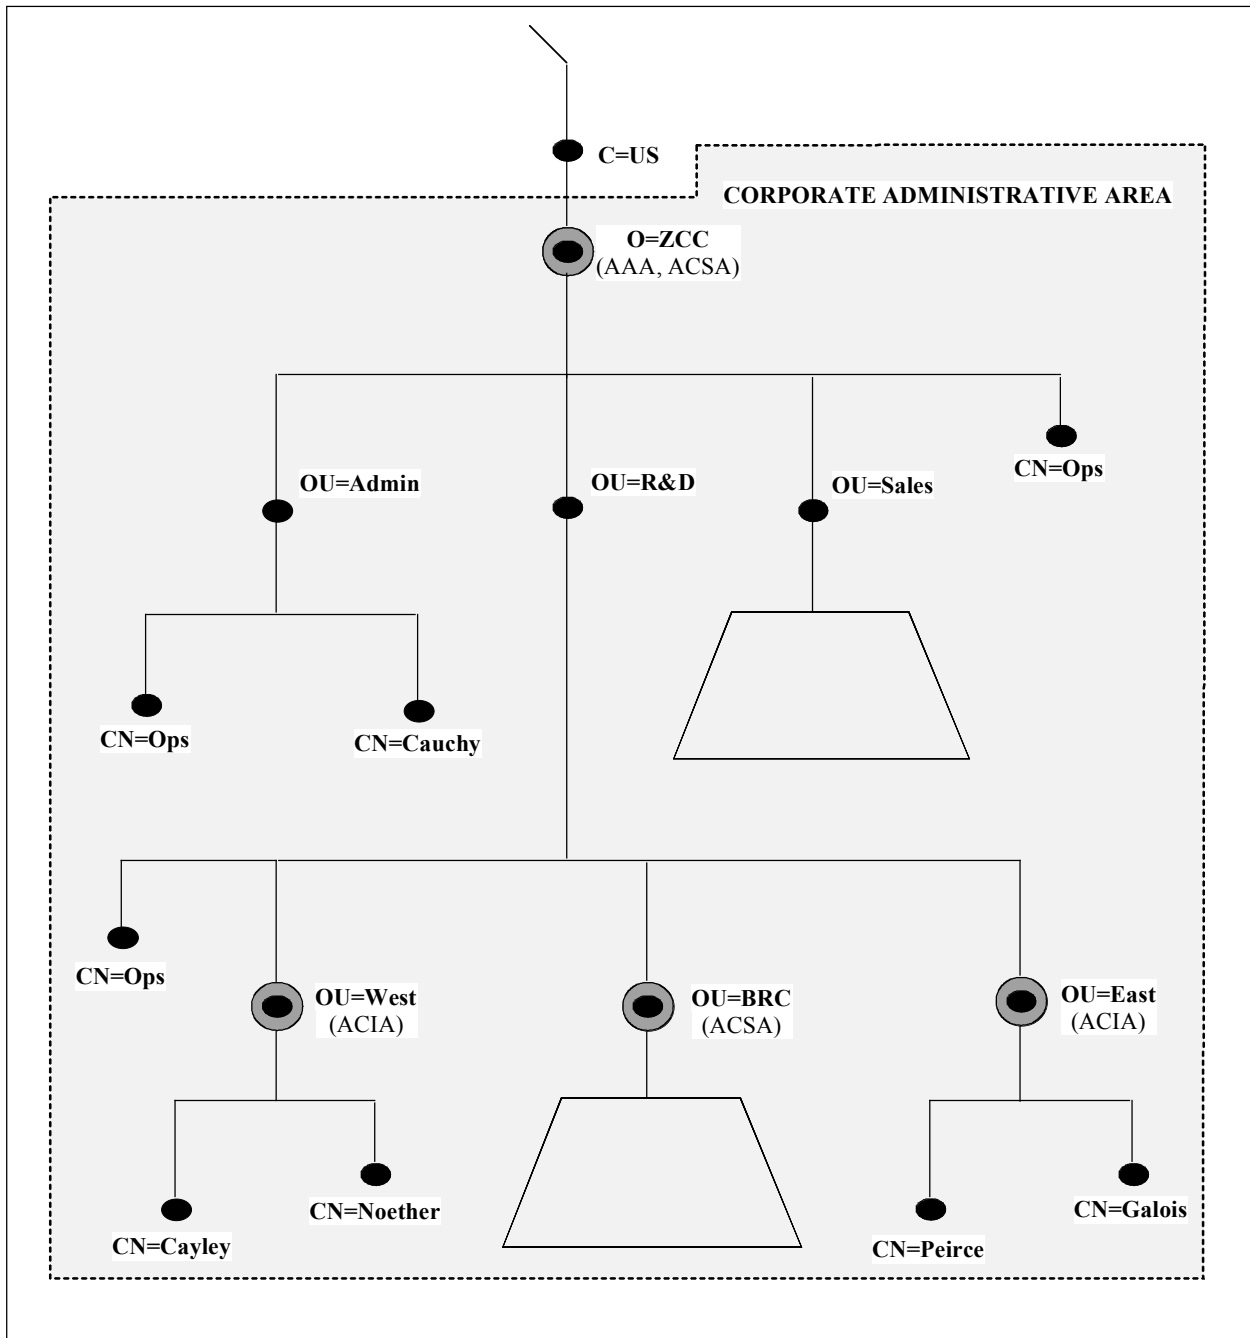 C=US
CORPORATE ADMINISTRATIVE AREA
O=ZCC
(AAA, ACSA)
OU=Admin
OU=R&D
OU=Sales
CN=Ops
CN=Ops
CN=Cauchy
CN=Ops
OU=West
(ACIA)
OU=BRC
(ACSA)
OU=East
(ACIA)
CN=Cayley
CN=Noether
CN=Peirce
CN=Galois